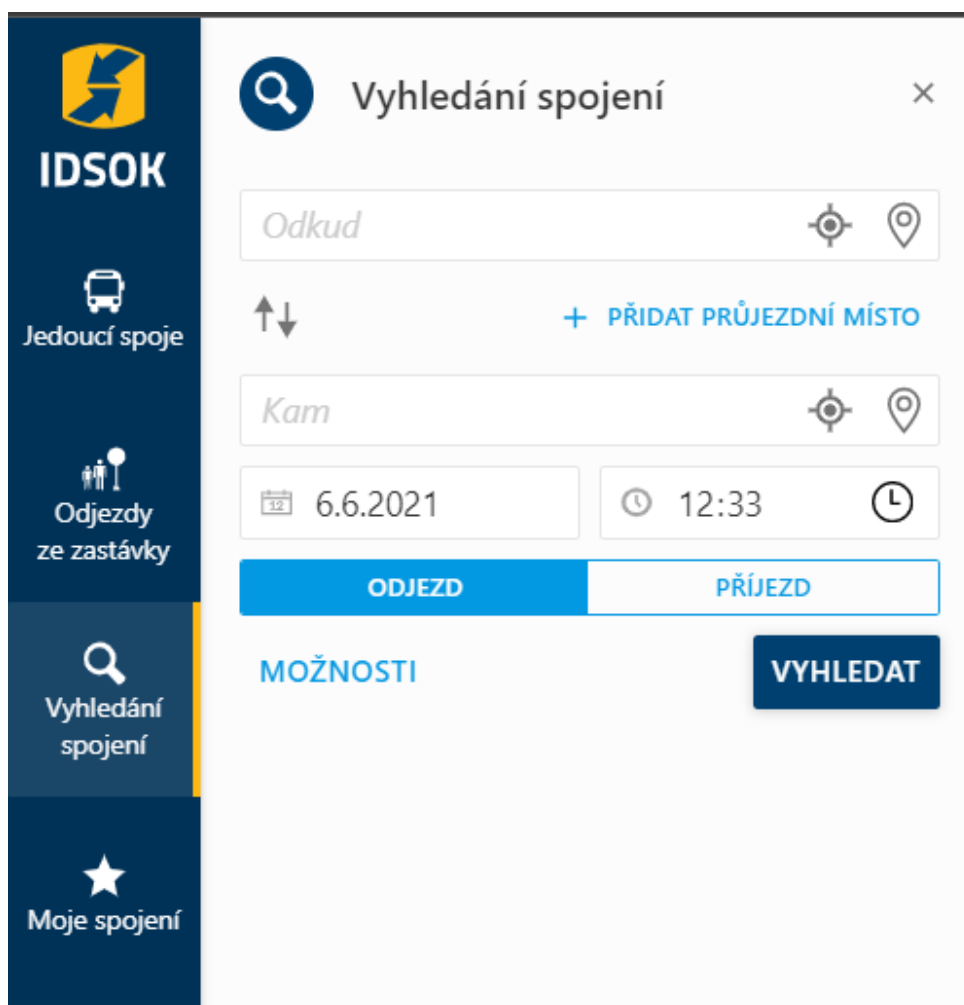 IDSOK
Jedoucí spoje
Odjezdy
ze zastávky
Vyhledání
spojení
Moje spojení
Vyhledání spojení
Odkud
+ PŘIDAT PRŮJEZDNÍ MÍSTO
Kam
12 6.6.2021 12:33
ODJEZD PŘÍJEZD
MOŽNOSTI VYHLEDAT